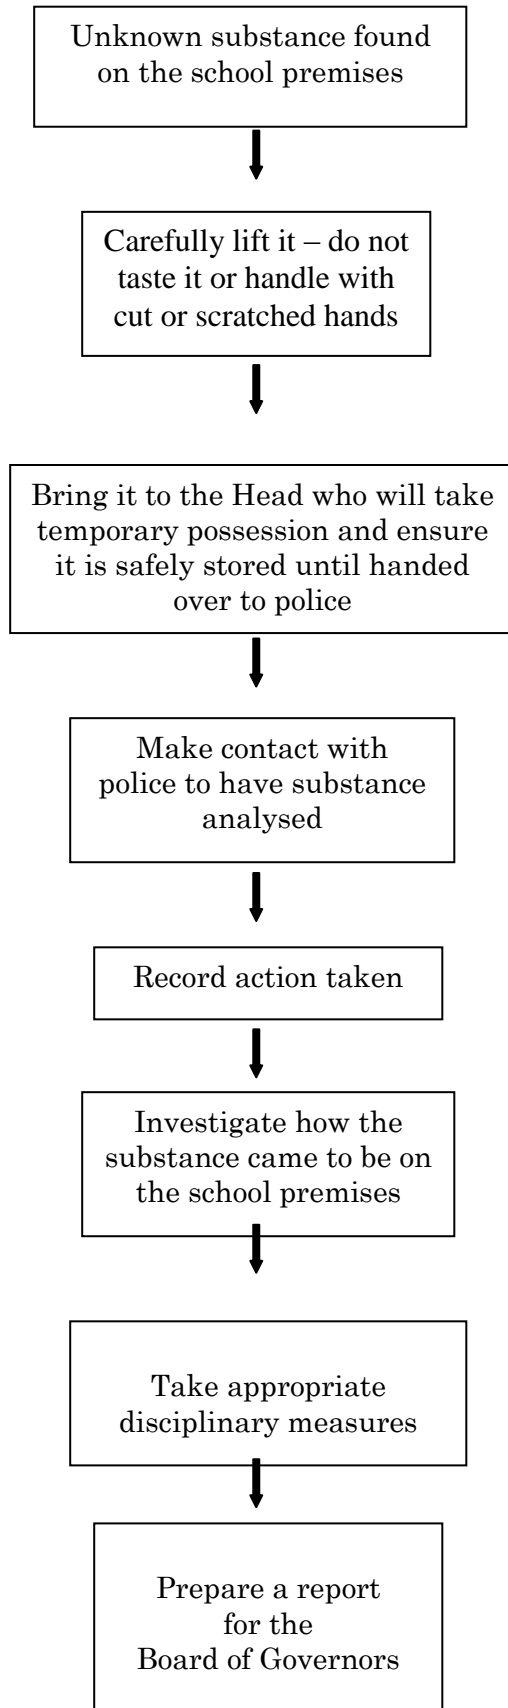 Unknown substance found
on the school premises
Carefully lift it – do not
taste it or handle with
cut or scratched hands
Bring it to the Head who will take
temporary possession and ensure
it is safely stored until handed
over to police
Make contact with
police to have substance
analysed
Record action taken
Investigate how the
substance came to be on
the school premises
Take appropriate
disciplinary measures
Prepare a report
for the
Board of Governors